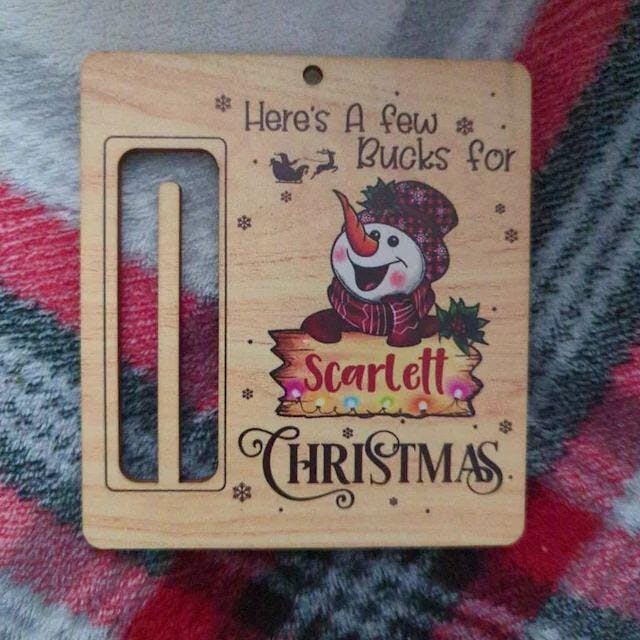 Here's A few
Bucks for
Scarlett
Christmas